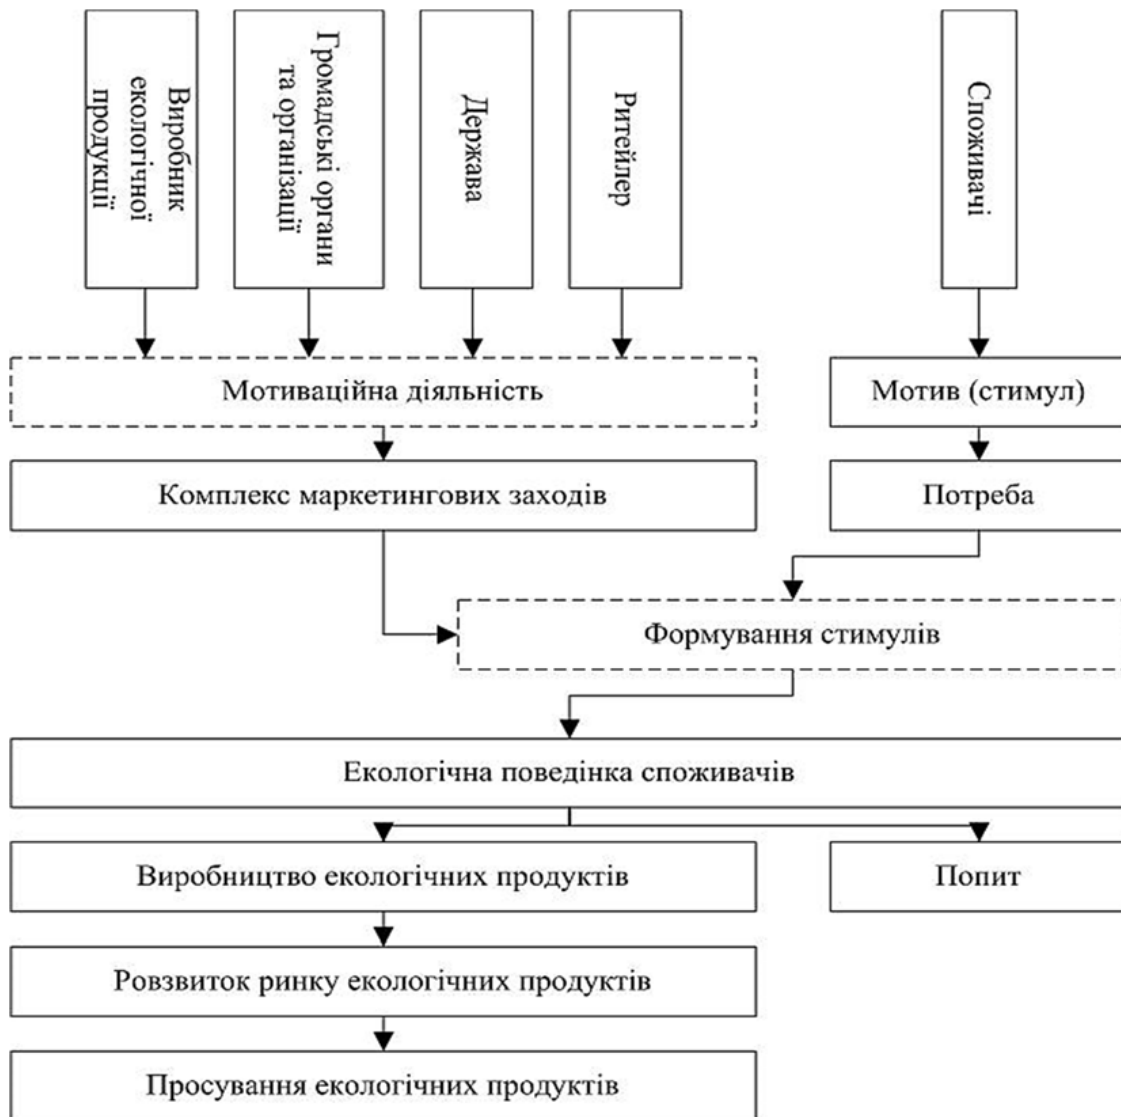 Виробник
екологічної
продукції
Громадські органи
та організації
Держава
Ритейлер
Споживачі
Мотиваційна діяльність
Мотив (стимул)
Комплекс маркетингових заходів
Потреба
Формування стимулів
Екологічна поведінка споживачів
Виробництво екологічних продуктів
Попит
Ровзвиток ринку екологічних продуктів
Просування екологічних продуктів